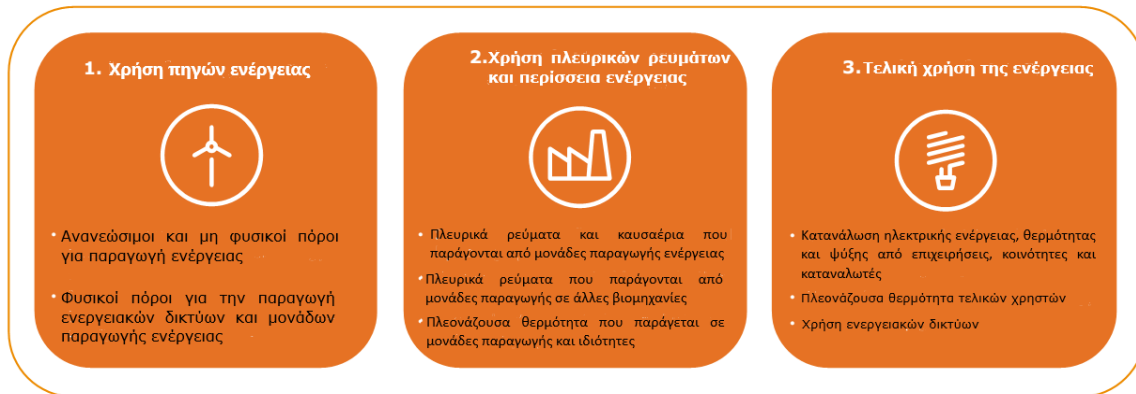 1. Χρήση πηγών ενέργειας
• Ανανεώσιμοι και μη φυσικοί πόροι
για παραγωγή ενέργειας
• Φυσικοί πόροι για την παραγωγή
ενεργειακών δικτύων και μονάδων
παραγωγής ενέργειας
2.Χρήση πλευρικών ρευμάτων
και περίσσεια ενέργειας
• Πλευρικά ρεύματα και καυσαέρια που
παράγονται από μονάδες παραγωγής ενέργειας
• Πλευρικά ρεύματα που παράγονται από
μονάδες παραγωγής σε άλλες βιομηχανίες
• Πλεονάζουσα θερμότητα που παράγεται σε
μονάδες παραγωγής και ιδιότητες
3. Τελική χρήση της ενέργειας
• Κατανάλωση ηλεκτρικής ενέργειας, θερμότητας
και ψύξης από επιχειρήσεις, κοινότητες και
καταναλωτές
• Πλεονάζουσα θερμότητα τελικών χρηστών
• Χρήση ενεργειακών δικτύων